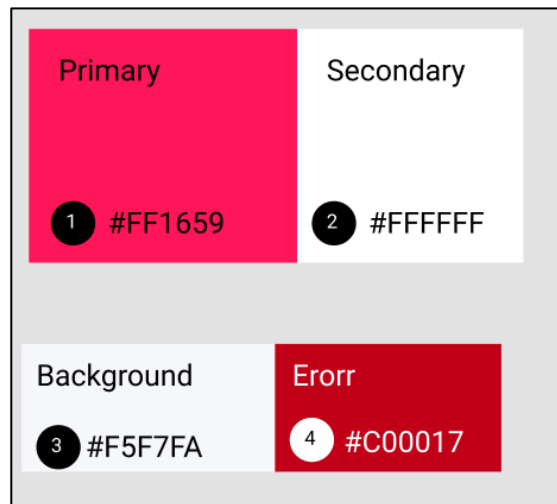 Primary
Secondary
1 #FF1659
2 #FFFFFF
Background
Erorr
3 #F5F7FA
4 #C00017